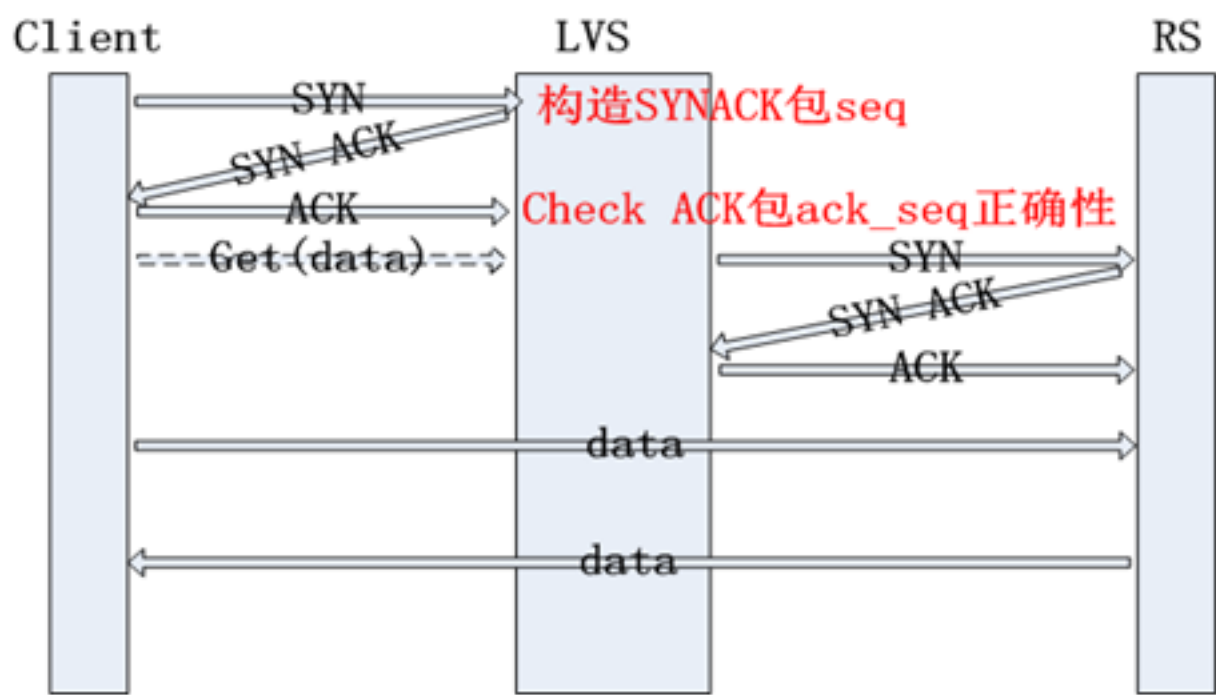 Client LVS RS
SYN 构造SYNACK包seq
SYN ACK
ACK Check ACK包ack_seq正确性
Get(data) SYN
SYN ACK
ACK
data
data